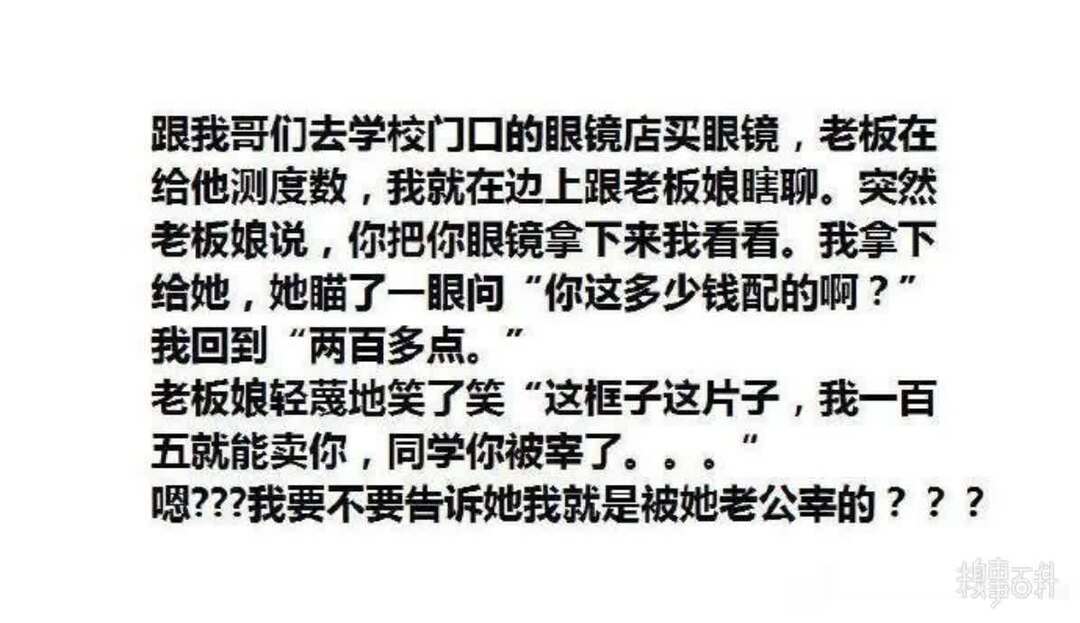 跟我哥们去学校门口的眼镜店买眼镜，老板在
给他测度数，我就在边上跟老板娘瞎聊。突然
老板娘说，你把你眼镜拿下来我看看。我拿下
给她，她瞄了一眼问“你这多少钱配的啊？”
我回到“两百多点。”
老板娘轻蔑地笑了笑“这框子这片子，我一百
五就能卖你，同学你被宰了。。。“
嗯???我要不要告诉她我就是被她老公宰的？？？
糗事百科